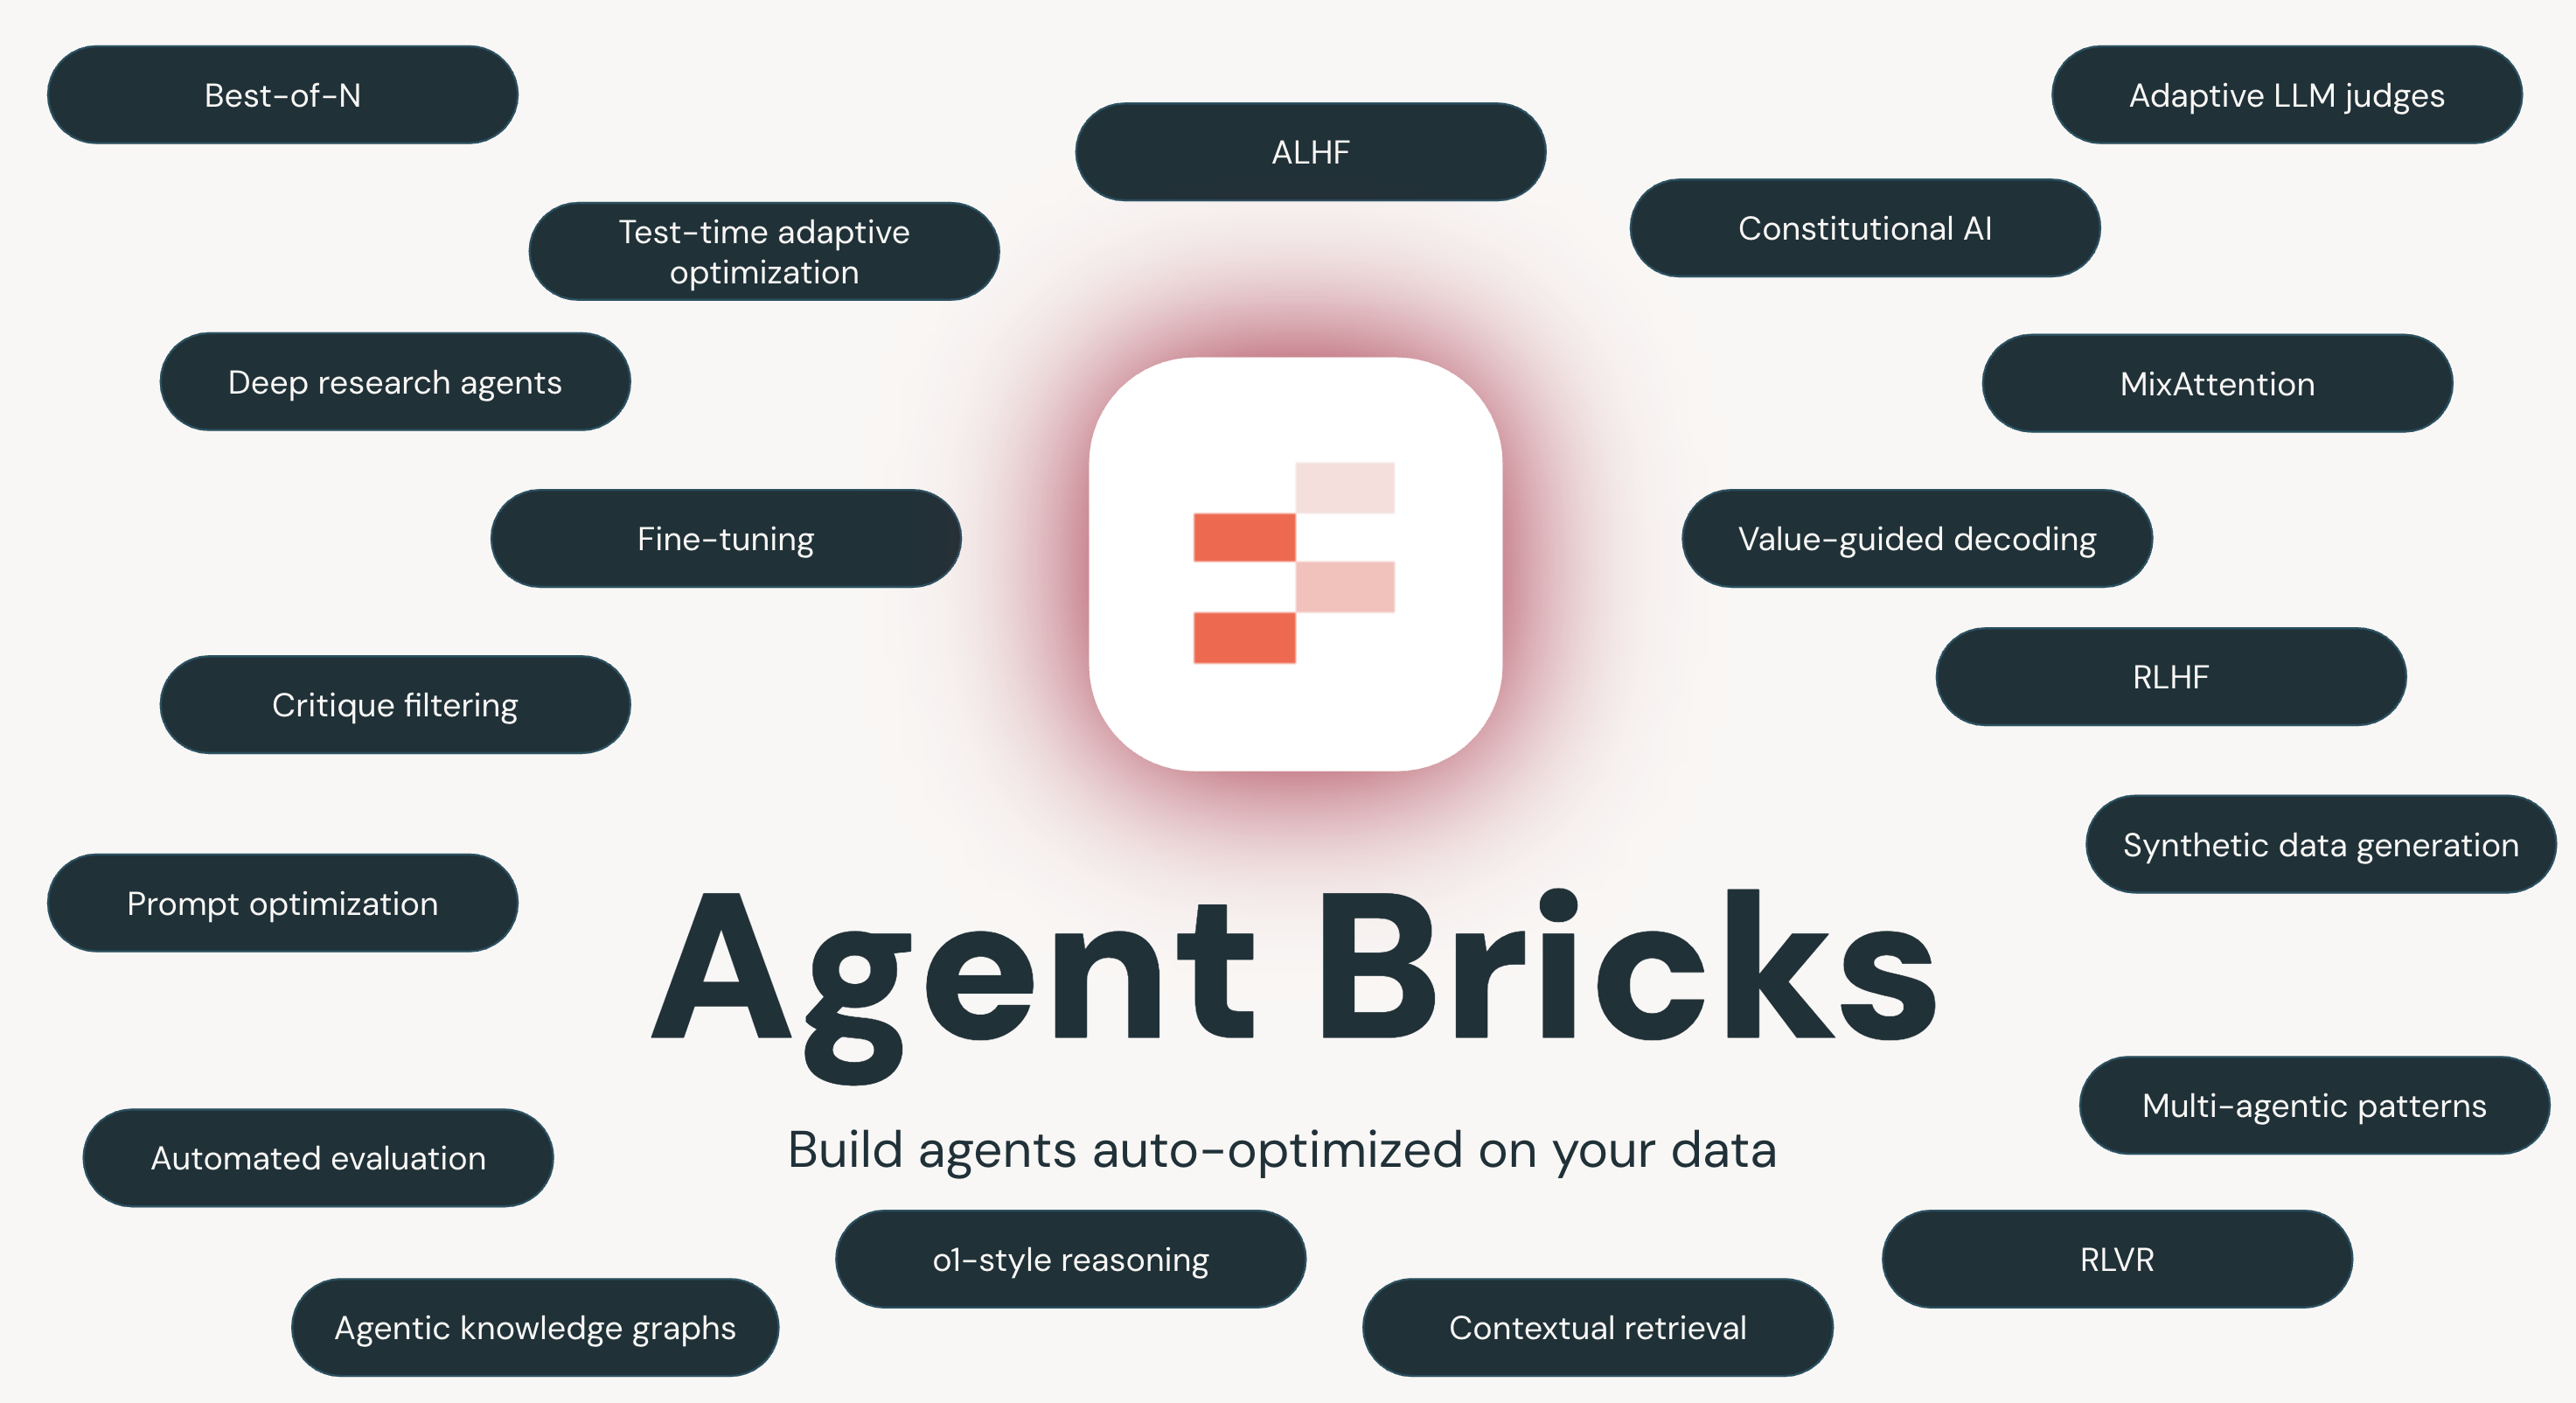 Best-of-N
Adaptive LLM judges
ALHF
Constitutional AI
Test-time adaptive
optimization
Deep research agents
MixAttention
Fine-tuning
Value-guided decoding
RLHF
Critique filtering
Synthetic data generation
Prompt optimization
Agent Bricks
Multi-agentic patterns
Build agents auto-optimized on your data
Automated evaluation
o1-style reasoning
RLVR
Agentic knowledge graphs
Contextual retrieval